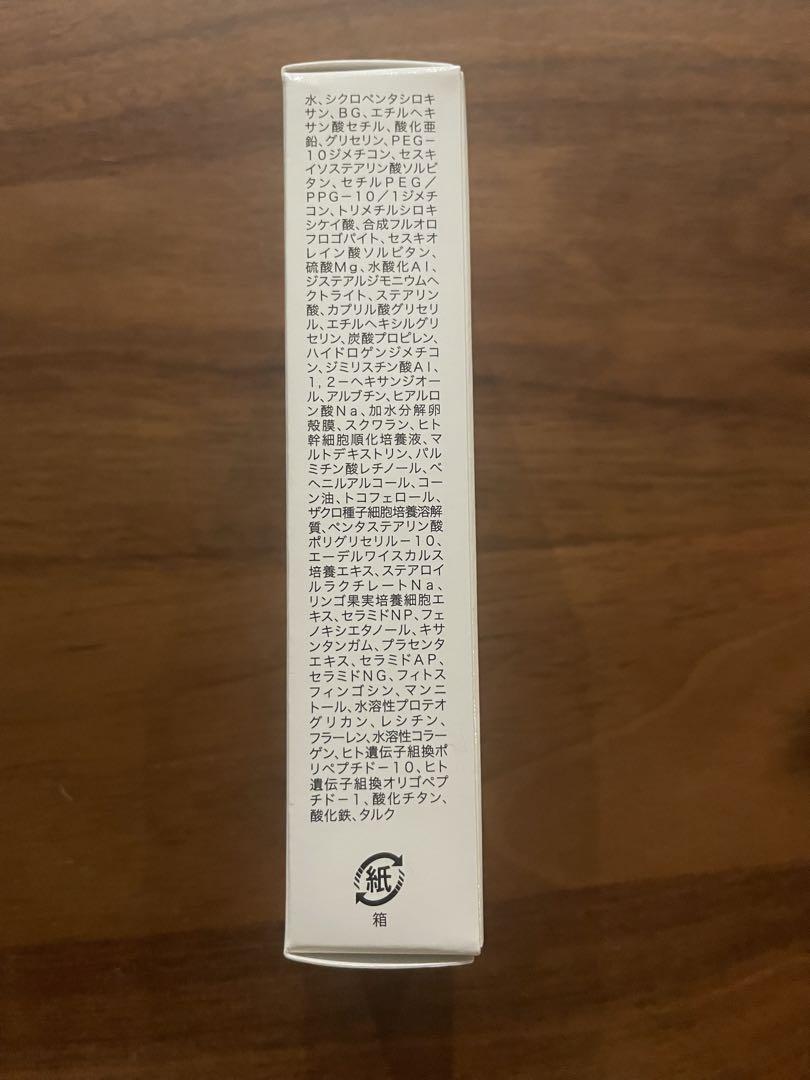 水、シクロペンタシロキ
サン、BG、エチルヘキ
サン酸セチル、酸化亜
鉛、グリセリン、PEG－
10ジメチコン、セスキ
イソステアリン酸ソルビ
タン、セチルPEG／
PPG－10／1ジメチ
コン、トリメチルシロキ
シケイ酸、合成フルオロ
フロゴパイト、セスキオ
レイン酸ソルビタン、
硫酸Mg、水酸化Al、
ジステアルジモニウムヘ
クトライト、ステアリン
酸、カプリル酸グリセリ
ル、エチルヘキシルグリ
セリン、炭酸プロピレン、
ハイドロゲンジメチコ
ン、ジミリスチン酸Al、
1,2－ヘキサンジオー
ル、アルブチン、ヒアルロ
ン酸Na、加水分解卵
殻膜、スクワラン、ヒト
幹細胞順化培養液、マ
ルトデキストリン、パル
ミチン酸レチノール、ベ
ヘニルアルコール、コー
ン油、トコフェロール、
ザクロ種子細胞培養溶解
質、ペンタステアリン酸
ポリグリセリル－10、
エーデルワイスカルス
培養エキス、ステアロイ
ルラクチレートNa、
リンゴ果実培養細胞エ
キス、セラミドNP、フェ
ノキシエタノール、キサ
ンタンガム、プラセンタ
エキス、セラミドAP、
セラミドNG、フィトス
フィンゴシン、マンニ
トール、水溶性プロテオ
グリカン、レシチン、
フラーレン、水溶性コラー
ゲン、ヒト遺伝子組換ポ
リペプチド－10、ヒト
遺伝子組換オリゴペプ
チド－1、酸化チタン、
酸化鉄、タルク
紙
箱